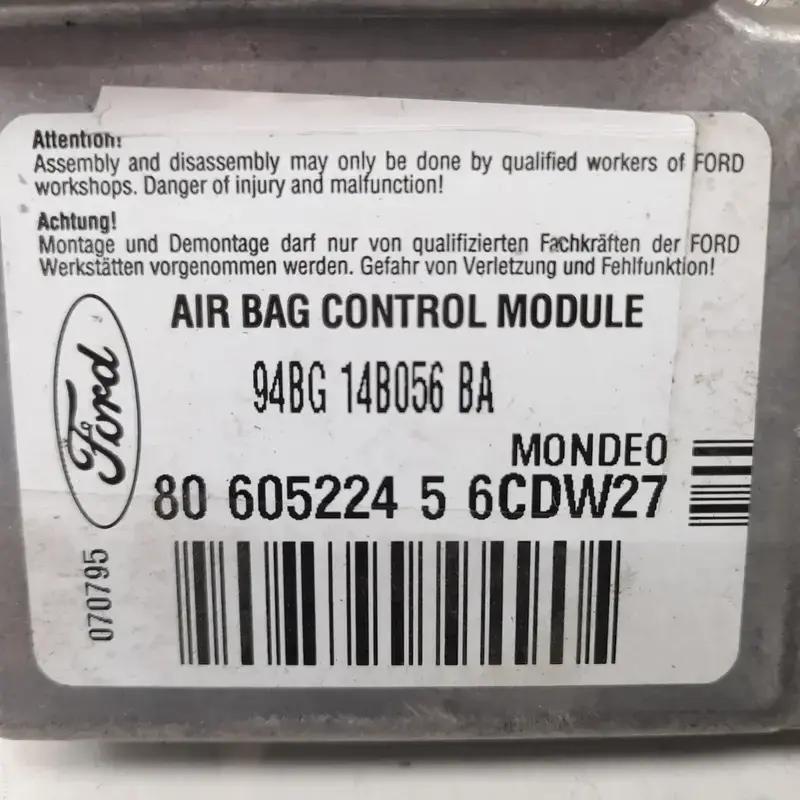 Attention!
Assembly and disassembly may only be done by qualified workers of FORD
workshops. Danger of injury and malfunction!
Achtung!
Montage und Demontage darf nur von qualifizierten Fachkräften der FORD
Werkstätten vorgenommen werden. Gefahr von Verletzung und Fehlfunktion!
Ford
AIR BAG CONTROL MODULE
94BG 14B056 BA
MONDEO
80 605224 5 6CDW27
070795